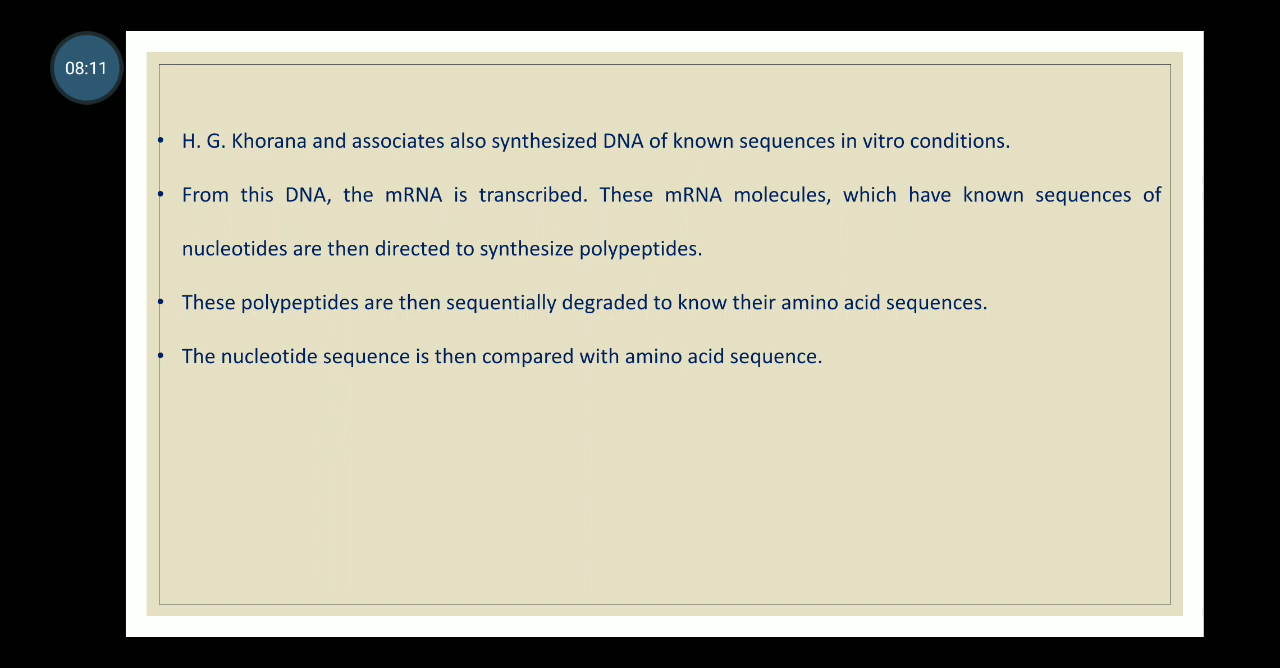 08:11
• H. G. Khorana and associates also synthesized DNA of known sequences in vitro conditions.
• From this DNA, the mRNA is transcribed. These mRNA molecules, which have known sequences of
nucleotides are then directed to synthesize polypeptides.
• These polypeptides are then sequentially degraded to know their amino acid sequences.
• The nucleotide sequence is then compared with amino acid sequence.